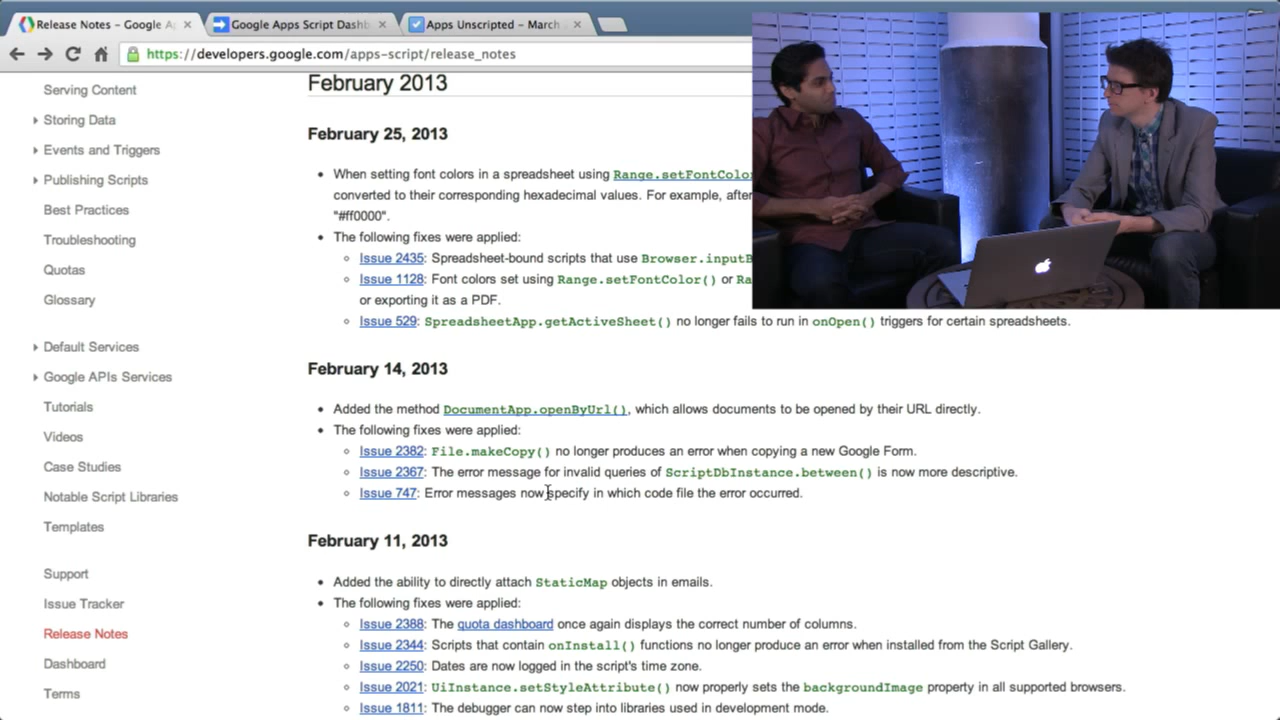 Release Notes – Google A
Google Apps Script Dash
Apps Unscripted – March
https://developers.google.com/apps-script/release_notes
Serving Content
Storing Data
Events and Triggers
Publishing Scripts
Best Practices
Troubleshooting
Quotas
Glossary
Default Services
Google APIs Services
Tutorials
Videos
Case Studies
Notable Script Libraries
Templates
Support
Issue Tracker
Release Notes
Dashboard
Terms
February 2013
February 25, 2013
When setting font colors in a spreadsheet using Range.setFontColor
converted to their corresponding hexadecimal values. For example, after
"#ff0000".
The following fixes were applied:
Issue 2435: Spreadsheet-bound scripts that use Browser.inputB
Issue 1128: Font colors set using Range.setFontColor() or Ra
or exporting it as a PDF.
Issue 529: SpreadsheetApp.getActiveSheet() no longer fails to run in onOpen() triggers for certain spreadsheets.
February 14, 2013
Added the method DocumentApp.openByUrl(), which allows documents to be opened by their URL directly.
The following fixes were applied:
Issue 2382: File.makeCopy() no longer produces an error when copying a new Google Form.
Issue 2367: The error message for invalid queries of ScriptDbInstance.between() is now more descriptive.
Issue 747: Error messages now specify in which code file the error occurred.
February 11, 2013
Added the ability to directly attach StaticMap objects in emails.
The following fixes were applied:
Issue 2388: The quota dashboard once again displays the correct number of columns.
Issue 2344: Scripts that contain onInstall() functions no longer produce an error when installed from the Script Gallery.
Issue 2250: Dates are now logged in the script's time zone.
Issue 2021: UiInstance.setStyleAttribute() now properly sets the backgroundImage property in all supported browsers.
Issue 1811: The debugger can now step into libraries used in development mode.